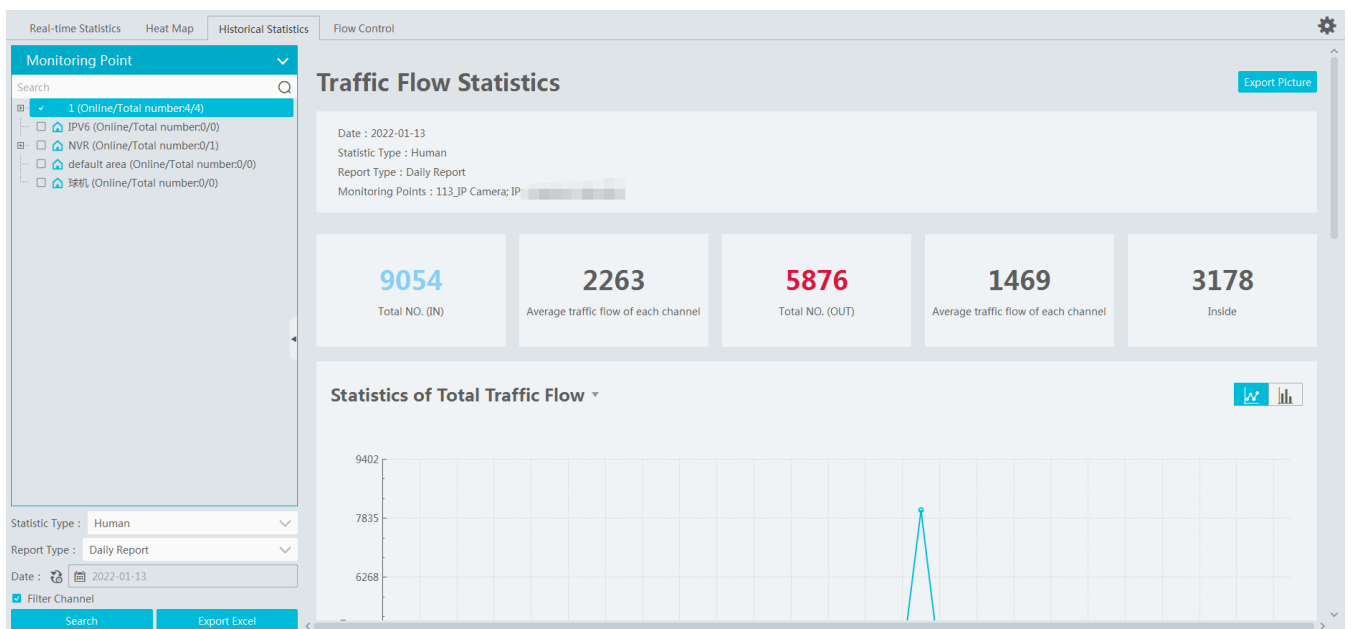 Real-time Statistics Heat Map Historical Statistics Flow Control
Monitoring Point
Search
1 (Online/Total number:4/4)
IPV6 (Online/Total number:0/0)
NVR (Online/Total number:0/1)
default area (Online/Total number:0/0)
球机 (Online/Total number:0/0)
Statistic Type : Human
Report Type : Daily Report
Date : 2022-01-13
Filter Channel
Search Export Excel
Traffic Flow Statistics
Export Picture
Date : 2022-01-13
Statistic Type : Human
Report Type : Daily Report
Monitoring Points : 113_IP Camera; IP
9054
Total NO. (IN)
2263
Average traffic flow of each channel
5876
Total NO. (OUT)
1469
Average traffic flow of each channel
3178
Inside
Statistics of Total Traffic Flow
9402
7835
6268